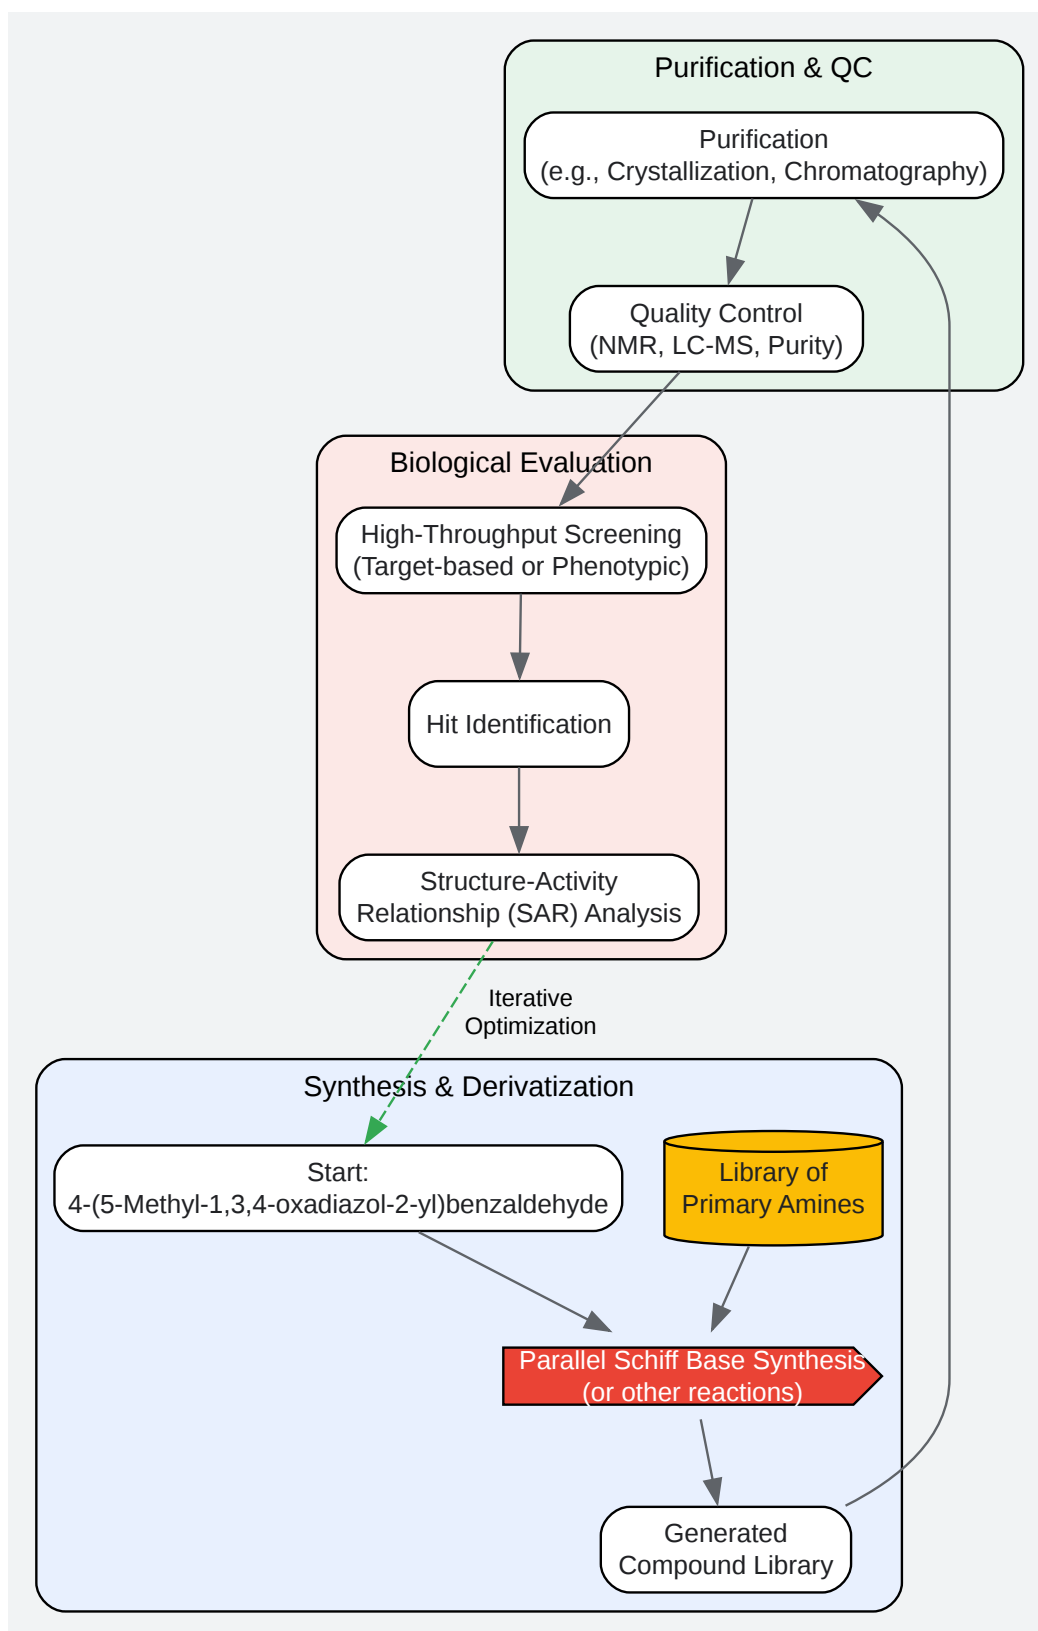 Purification & QC
Purification
(e.g., Crystallization, Chromatography)
Quality Control
(NMR, LC-MS, Purity)
Biological Evaluation
High-Throughput Screening
(Target-based or Phenotypic)
Hit Identification
Structure-Activity
Relationship (SAR) Analysis
Iterative
Optimization
Synthesis & Derivatization
Start:
4-(5-Methyl-1,3,4-oxadiazol-2-yl)benzaldehyde
Library of
Primary Amines
Parallel Schiff Base Synthesis
(or other reactions)
Generated
Compound Library